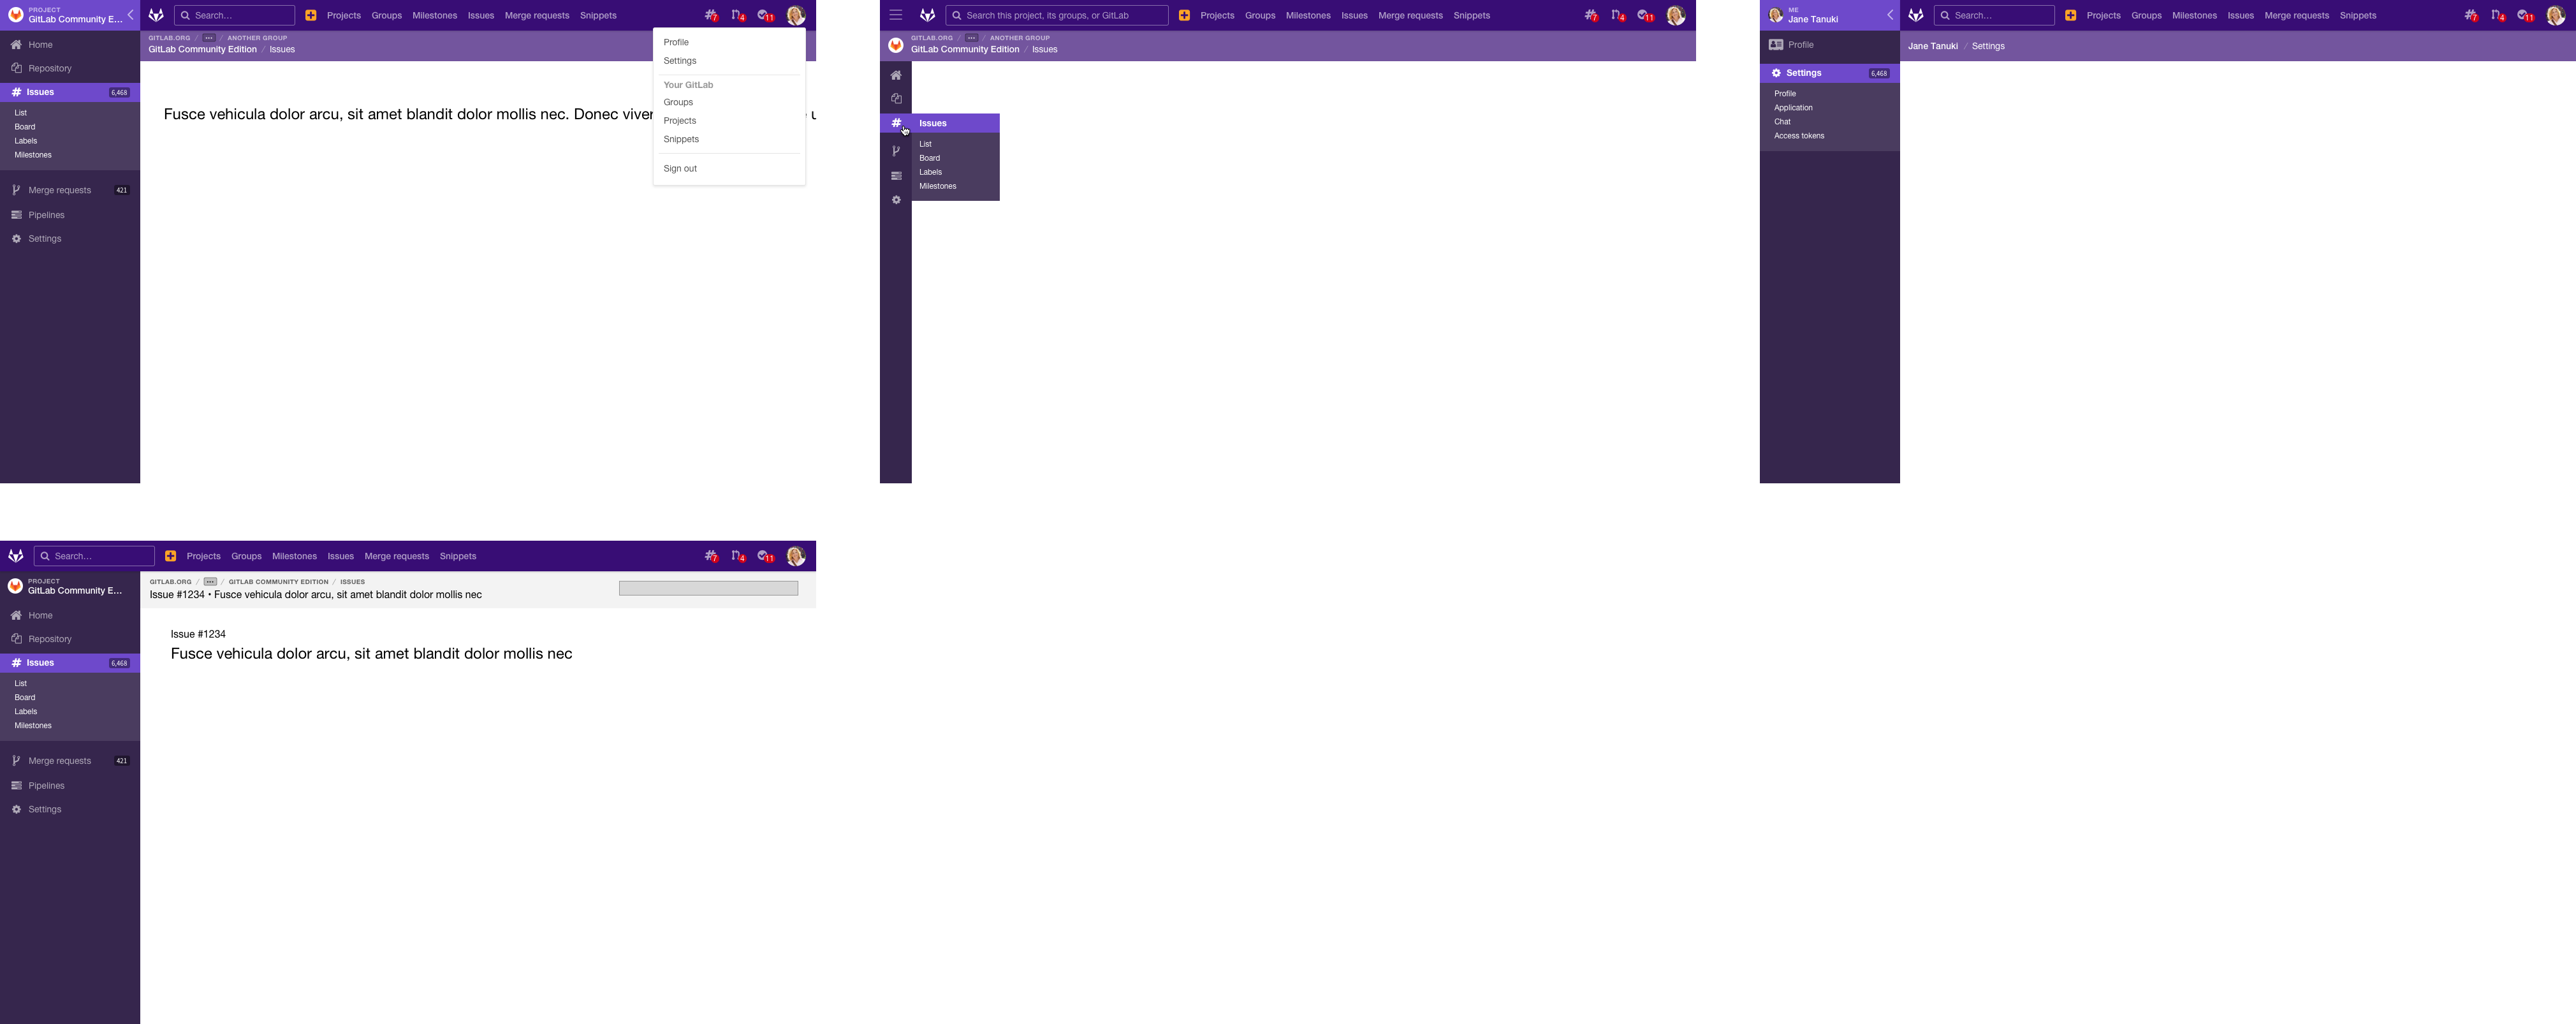 PROJECT
GitLab Community E...
Search...
Projects Groups Milestones Issues Merge requests Snippets
7 4 11
GITLAB.ORG / ... / ANOTHER GROUP
GitLab Community Edition / Issues
Home
Repository
Issues 6,468
List
Board
Labels
Milestones
Merge requests 421
Pipelines
Settings
Fusce vehicula dolor arcu, sit amet blandit dolor mollis nec. Donec viver
Profile
Settings
Your GitLab
Groups
Projects
Snippets
Sign out
Search this project, its groups, or GitLab
Projects Groups Milestones Issues Merge requests Snippets
7 4 11
GITLAB.ORG / ... / ANOTHER GROUP
GitLab Community Edition / Issues
Issues
List
Board
Labels
Milestones
ME
Jane Tanuki
Search...
Projects Groups Milestones Issues Merge requests Snippets
7 4 11
Jane Tanuki / Settings
Profile
Settings 6,468
Profile
Application
Chat
Access tokens
Search...
Projects Groups Milestones Issues Merge requests Snippets
7 4 11
PROJECT
GitLab Community E...
GITLAB.ORG / ... / GITLAB COMMUNITY EDITION / ISSUES
Issue #1234 • Fusce vehicula dolor arcu, sit amet blandit dolor mollis nec
Home
Repository
Issues 6,468
List
Board
Labels
Milestones
Merge requests 421
Pipelines
Settings
Issue #1234
Fusce vehicula dolor arcu, sit amet blandit dolor mollis nec